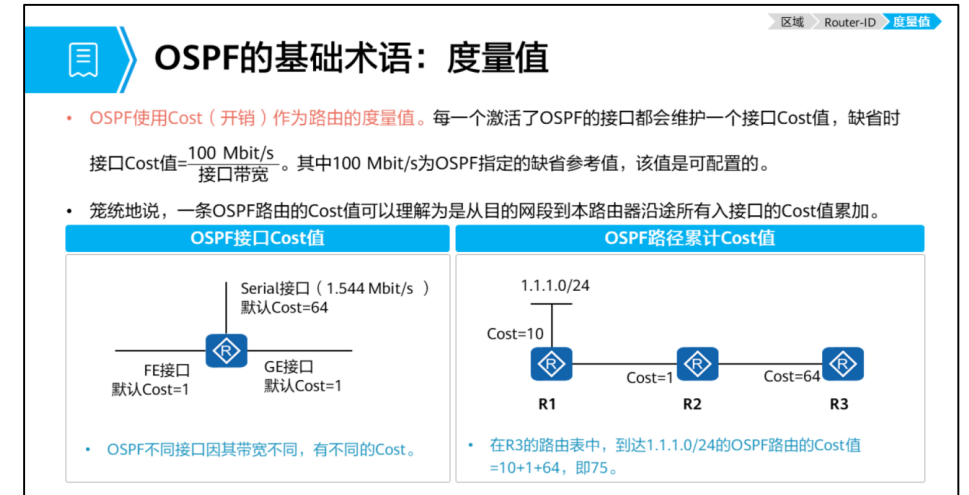 区域 Router-ID 度量值
OSPF的基础术语：度量值
• OSPF使用Cost（开销）作为路由的度量值。每一个激活了OSPF的接口都会维护一个接口Cost值，缺省时
接口Cost值=100 Mbit/s/接口带宽。其中100 Mbit/s为OSPF指定的缺省参考值，该值是可配置的。
• 笼统地说，一条OSPF路由的Cost值可以理解为是从目的网段到本路由器沿途所有入接口的Cost值累加。
OSPF接口Cost值
Serial接口（1.544 Mbit/s ）
默认Cost=64
R
FE接口
默认Cost=1
GE接口
默认Cost=1
• OSPF不同接口因其带宽不同，有不同的Cost。
OSPF路径累计Cost值
1.1.1.0/24
Cost=10
R
Cost=1
R
Cost=64
R
R1
R2
R3
• 在R3的路由表中，到达1.1.1.0/24的OSPF路由的Cost值
=10+1+64，即75。